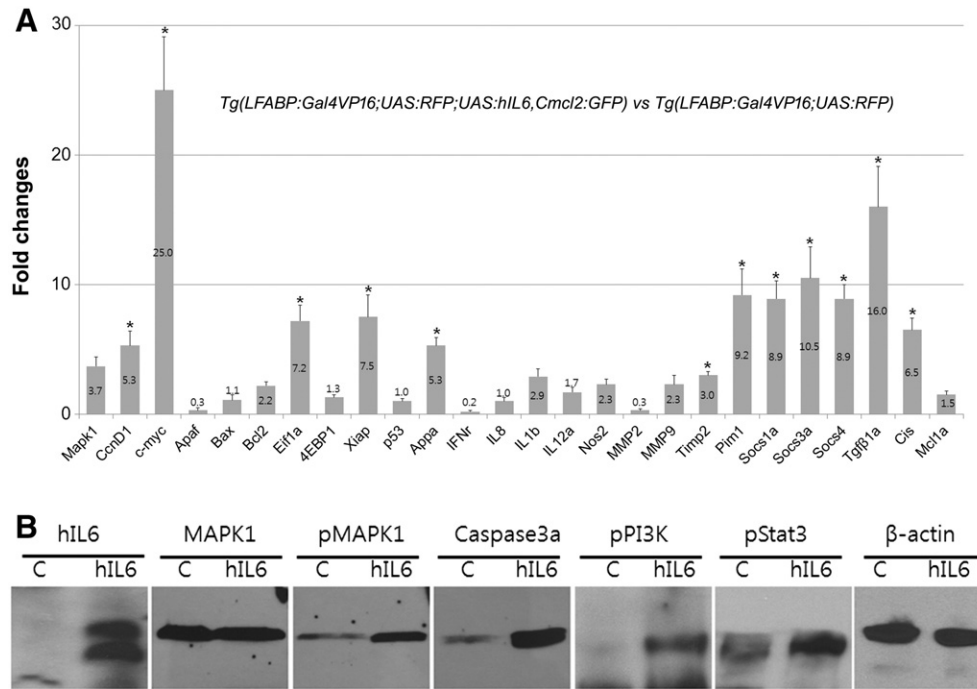 A
Fold changes
30
20
10
0
Tg(LFABP:Gal4VP16;UAS:RFP;UAS:hIL6,Cmcl2:GFP) vs Tg(LFABP:Gal4VP16;UAS:RFP)
* * * * * * * * * * * * *
3.7 5.3 25.0 0.3 1.1 2.2 7.2 1.3 7.5 1.0 5.3 0.2 1.0 2.9 1.7 2.3 0.3 2.3 3.0 9.2 8.9 10.5 8.9 16.0 6.5 1.5
Mapk1 CcnD1 c-myc Apaf Bax Bcl2 Eif1a 4EBP1 Xiap p53 Appa IFNr IL8 IL1b IL12a Nos2 MMP2 MMP9 Timp2 Pim1 Socs1a Socs3a Socs4 Tgfβ1a Cis Mcl1a
B
hIL6 MAPK1 pMAPK1 Caspase3a pPI3K pStat3 β-actin
C hIL6 C hIL6 C hIL6 C hIL6 C hIL6 C hIL6 C hIL6